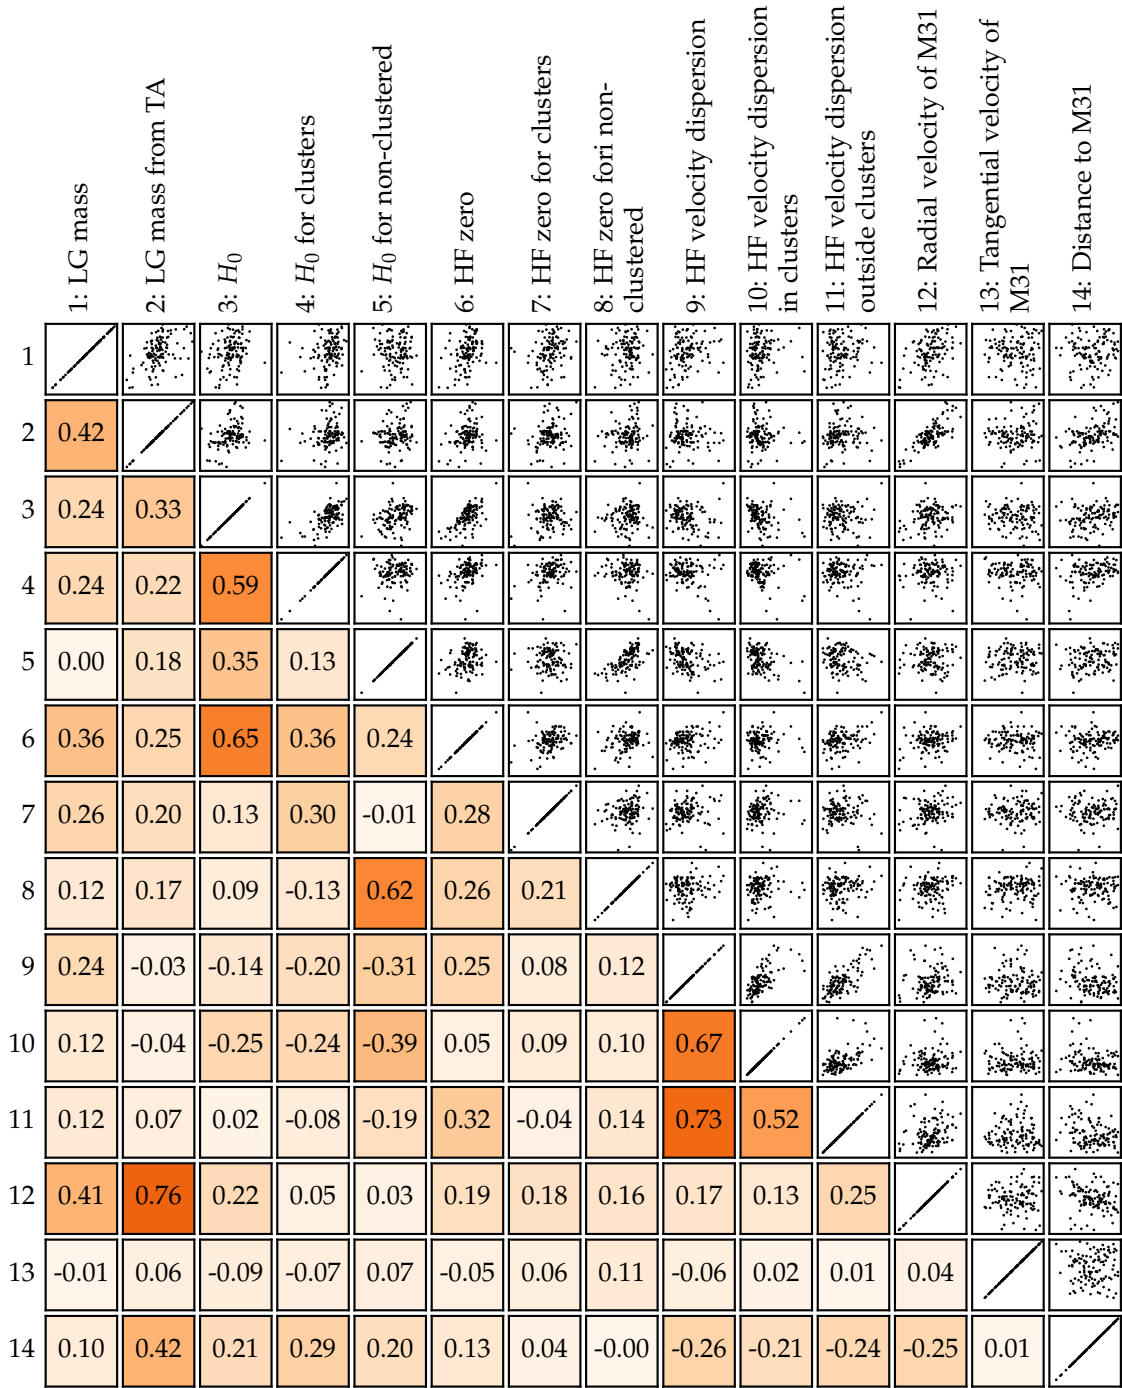 1: LG mass
2: LG mass from TA
3: H₀
4: H₀ for clusters
5: H₀ for non-clustered
6: HF zero
7: HF zero for clusters
8: HF zero fori non-
clustered
9: HF velocity dispersion
10: HF velocity dispersion
in clusters
11: HF velocity dispersion
outside clusters
12: Radial velocity of M31
13: Tangential velocity of
M31
14: Distance to M31
1
2 0.42
3 0.24 0.33
4 0.24 0.22 0.59
5 0.00 0.18 0.35 0.13
6 0.36 0.25 0.65 0.36 0.24
7 0.26 0.20 0.13 0.30 -0.01 0.28
8 0.12 0.17 0.09 -0.13 0.62 0.26 0.21
9 0.24 -0.03 -0.14 -0.20 -0.31 0.25 0.08 0.12
10 0.12 -0.04 -0.25 -0.24 -0.39 0.05 0.09 0.10 0.67
11 0.12 0.07 0.02 -0.08 -0.19 0.32 -0.04 0.14 0.73 0.52
12 0.41 0.76 0.22 0.05 0.03 0.19 0.18 0.16 0.17 0.13 0.25
13 -0.01 0.06 -0.09 -0.07 0.07 -0.05 0.06 0.11 -0.06 0.02 0.01 0.04
14 0.10 0.42 0.21 0.29 0.20 0.13 0.04 -0.00 -0.26 -0.21 -0.24 -0.25 0.01